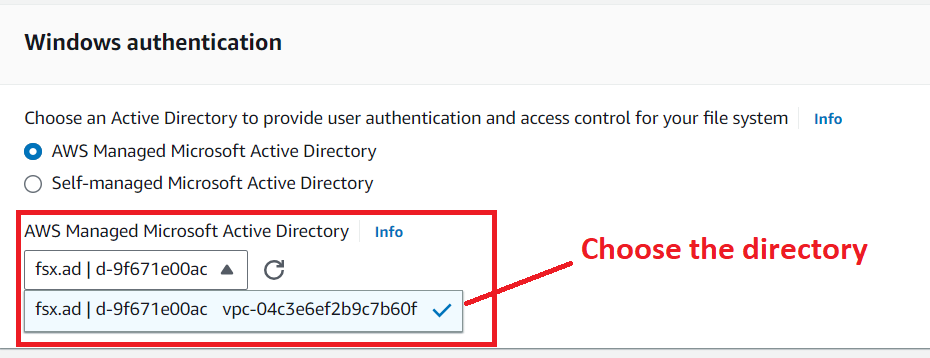 Windows authentication
Choose an Active Directory to provide user authentication and access control for your file system Info
AWS Managed Microsoft Active Directory
Self-managed Microsoft Active Directory
AWS Managed Microsoft Active Directory Info
fsx.ad | d-9f671e00ac
Choose the directory
fsx.ad | d-9f671e00ac vpc-04c3e6ef2b9c7b60f